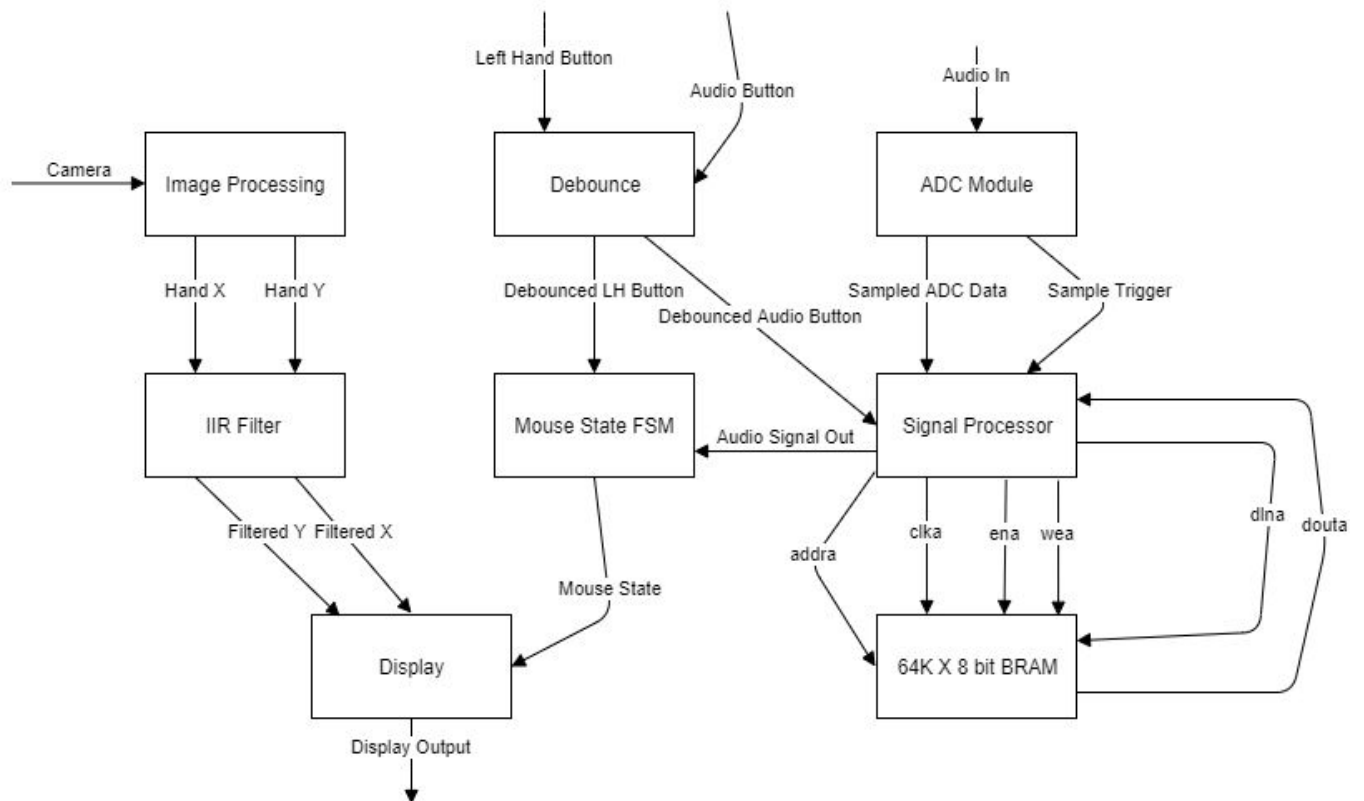 Left Hand Button
Audio Button
Audio In
Camera
Image Processing
Debounce
ADC Module
Hand X
Hand Y
Debounced LH Button
Debounced Audio Button
Sampled ADC Data
Sample Trigger
IIR Filter
Mouse State FSM
Audio Signal Out
Signal Processor
Filtered Y
Filtered X
addra
clka
ena
wea
dlna
douta
Mouse State
Display
64K X 8 bit BRAM
Display Output